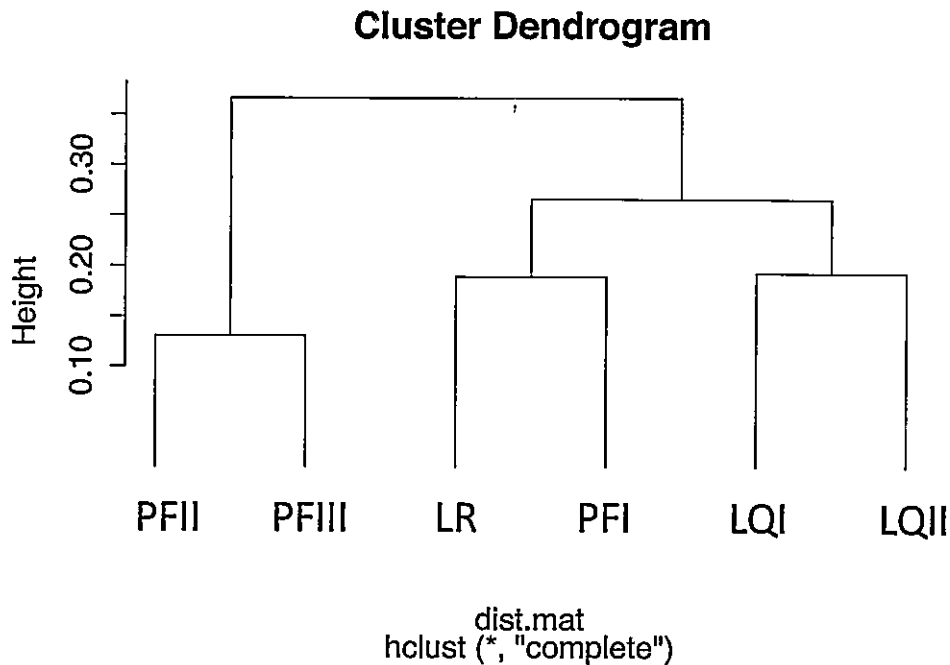 Cluster Dendrogram
Height
0.30
0.20
0.10
PFII PFIII LR PFI LQI LQII
dist.mat
hclust (*, "complete")